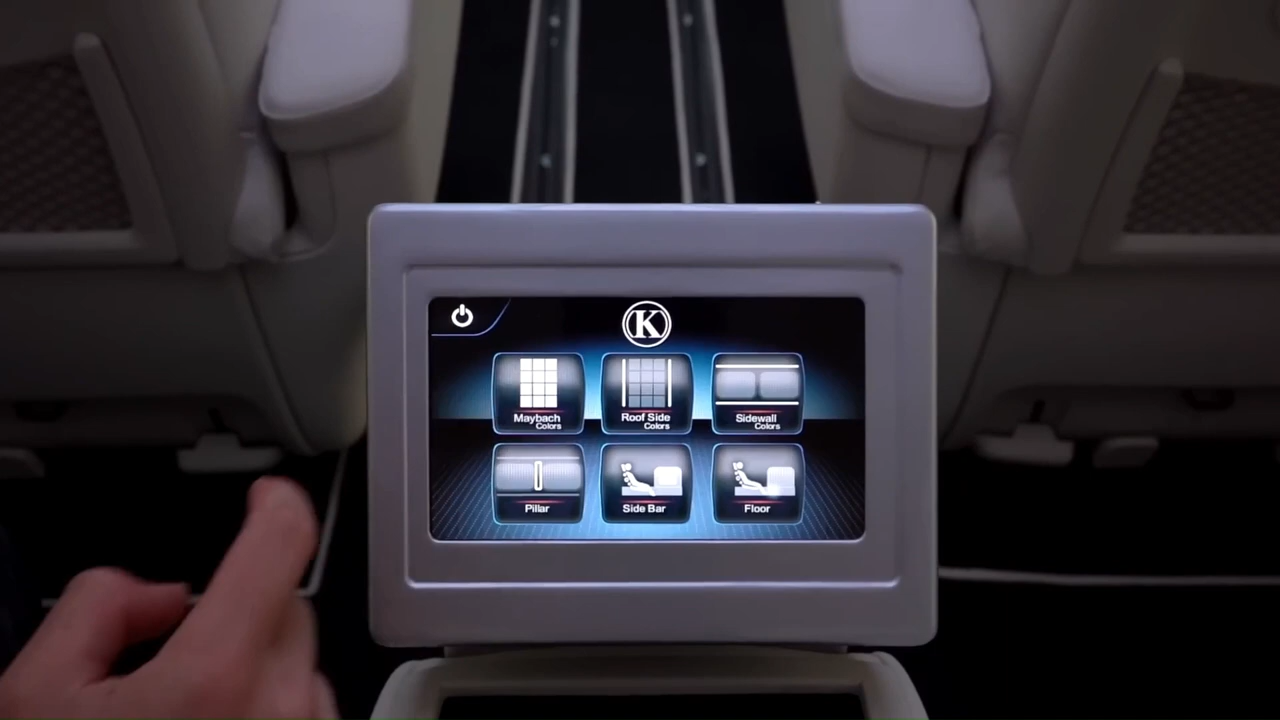 K
Maybach
Colors
Roof Side
Colors
Sidewall
Colors
Pillar
Side Bar
Floor